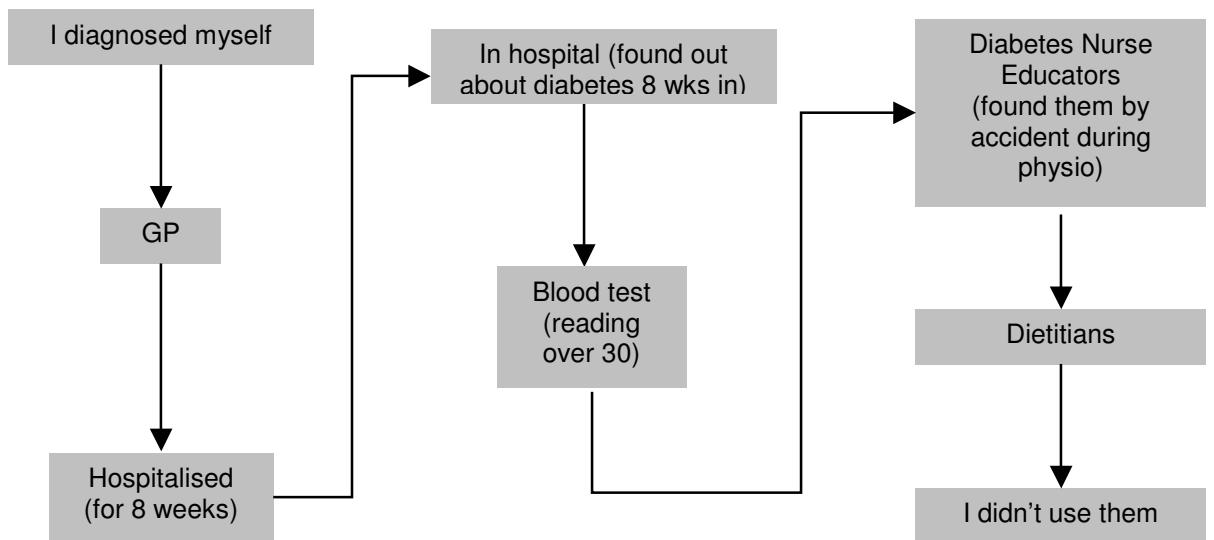 I diagnosed myself
GP
Hospitalised
(for 8 weeks)
In hospital (found out
about diabetes 8 wks in)
Blood test
(reading
over 30)
Diabetes Nurse
Educators
(found them by
accident during
physio)
Dietitians
I didn’t use them